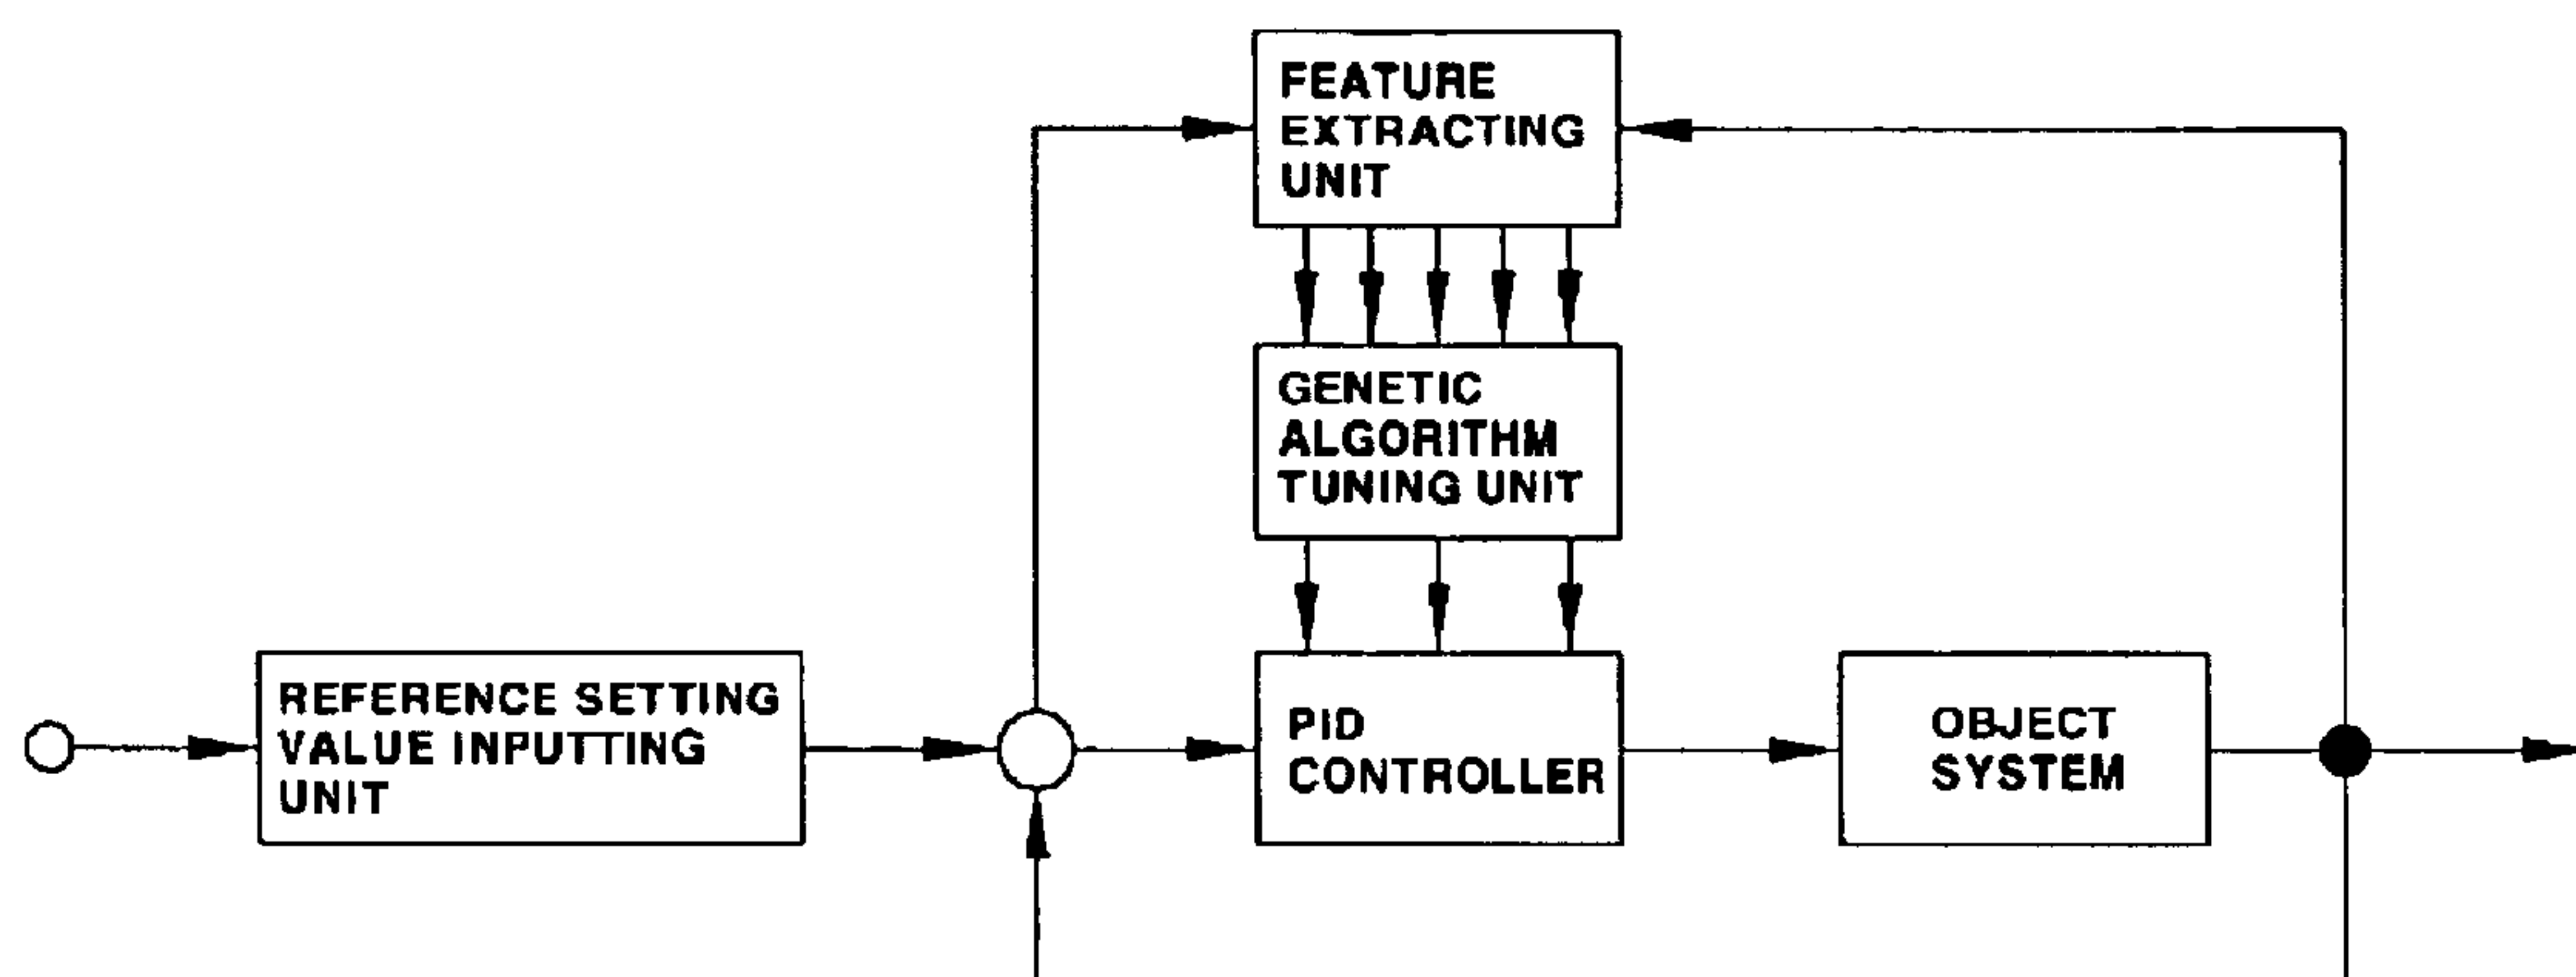 FEATURE
EXTRACTING
UNIT
GENETIC
ALGORITHM
TUNING UNIT
REFERENCE SETTING
VALUE INPUTTING
UNIT
PID
CONTROLLER
OBJECT
SYSTEM